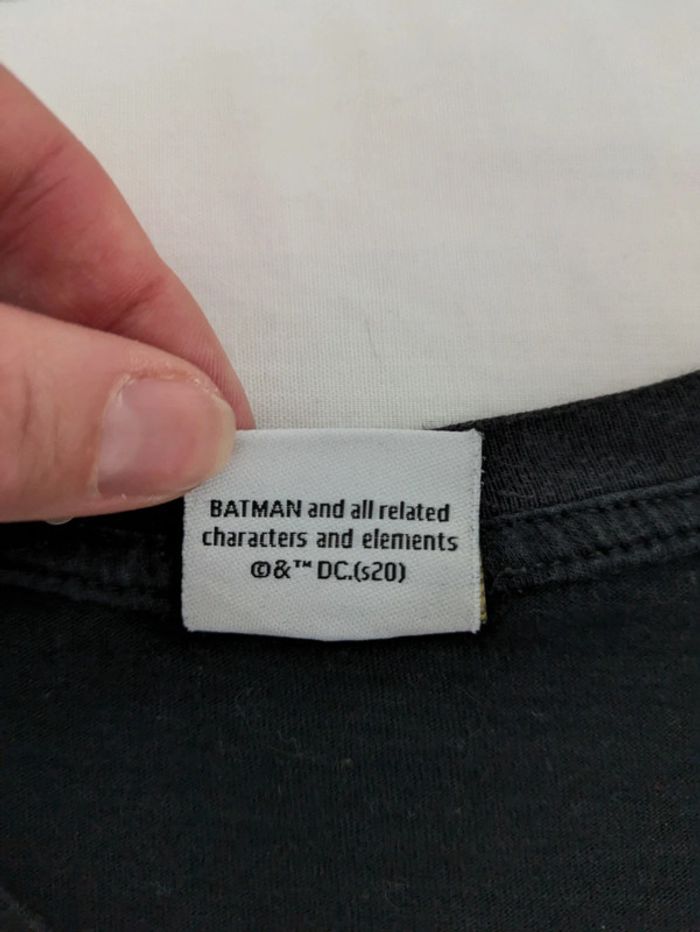 BATMAN and all related
characters and elements
©&™ DC.(s20)